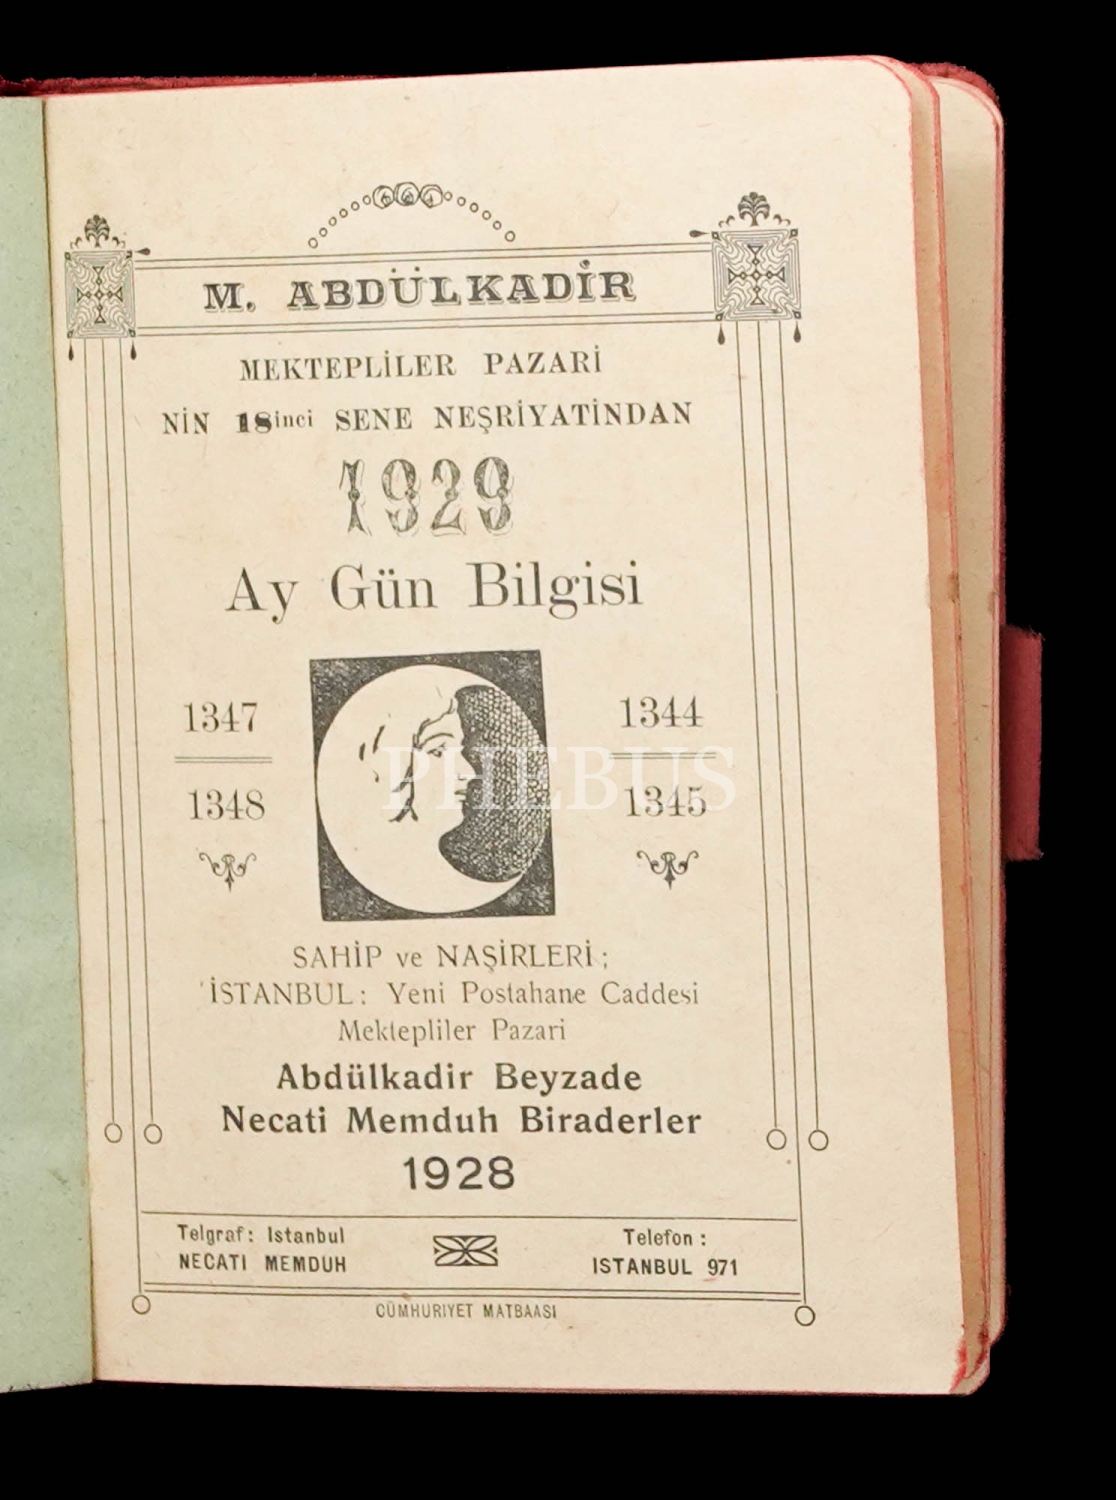 M. ABDÜLKADİR
MEKTEPLİLER PAZARİ
NİN 18inci SENE NEŞRİYATİNDAN
1929
Ay Gün Bilgisi
1347
1348
1344
1345
PHEBUS
SAHİP ve NAŞİRLERİ;
İSTANBUL: Yeni Postahane Caddesi
Mektepliler Pazari
Abdülkadir Beyzade
Necati Memduh Biraderler
1928
Telgraf: Istanbul
NECATI MEMDUH
Telefon:
ISTANBUL 971
CÜMHURIYET MATBAASI